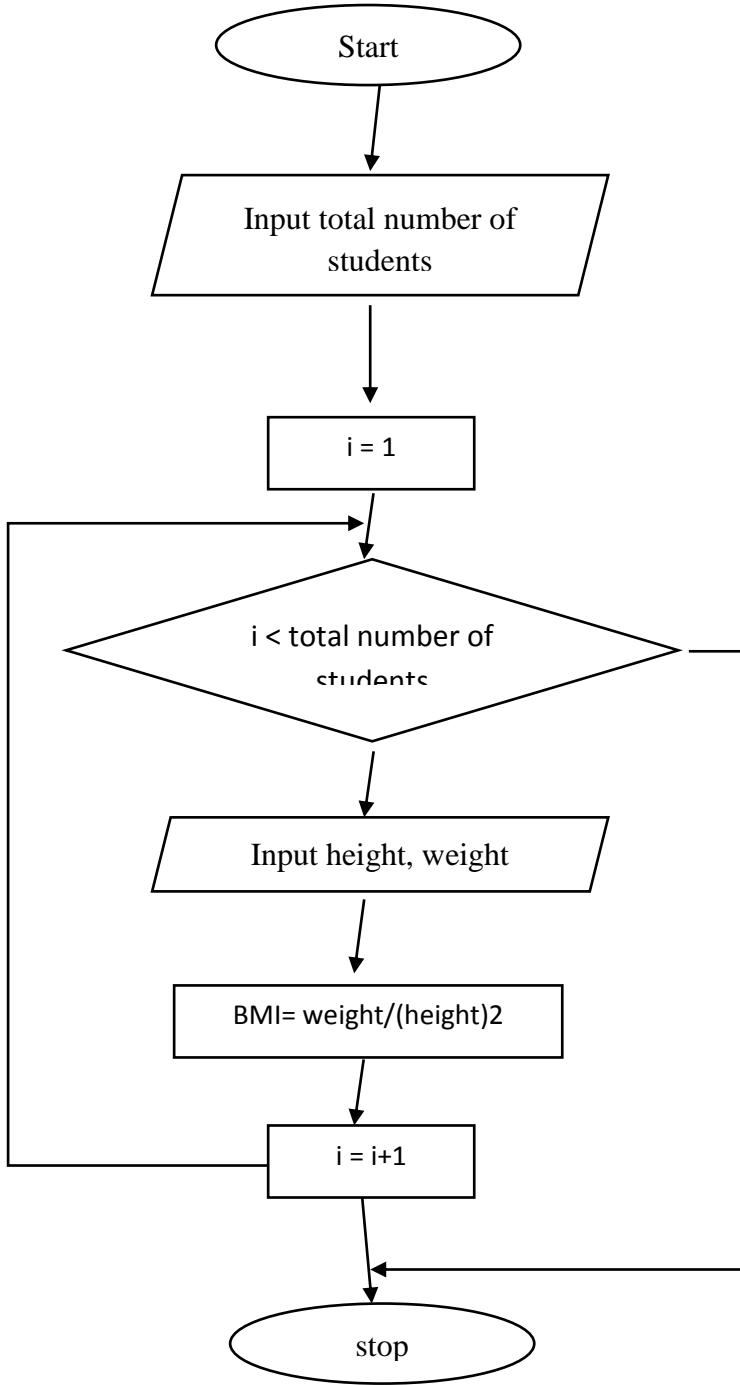 Start
Input total number of
students
i = 1
i < total number of
students
Input height, weight
BMI= weight/(height)2
i = i+1
stop